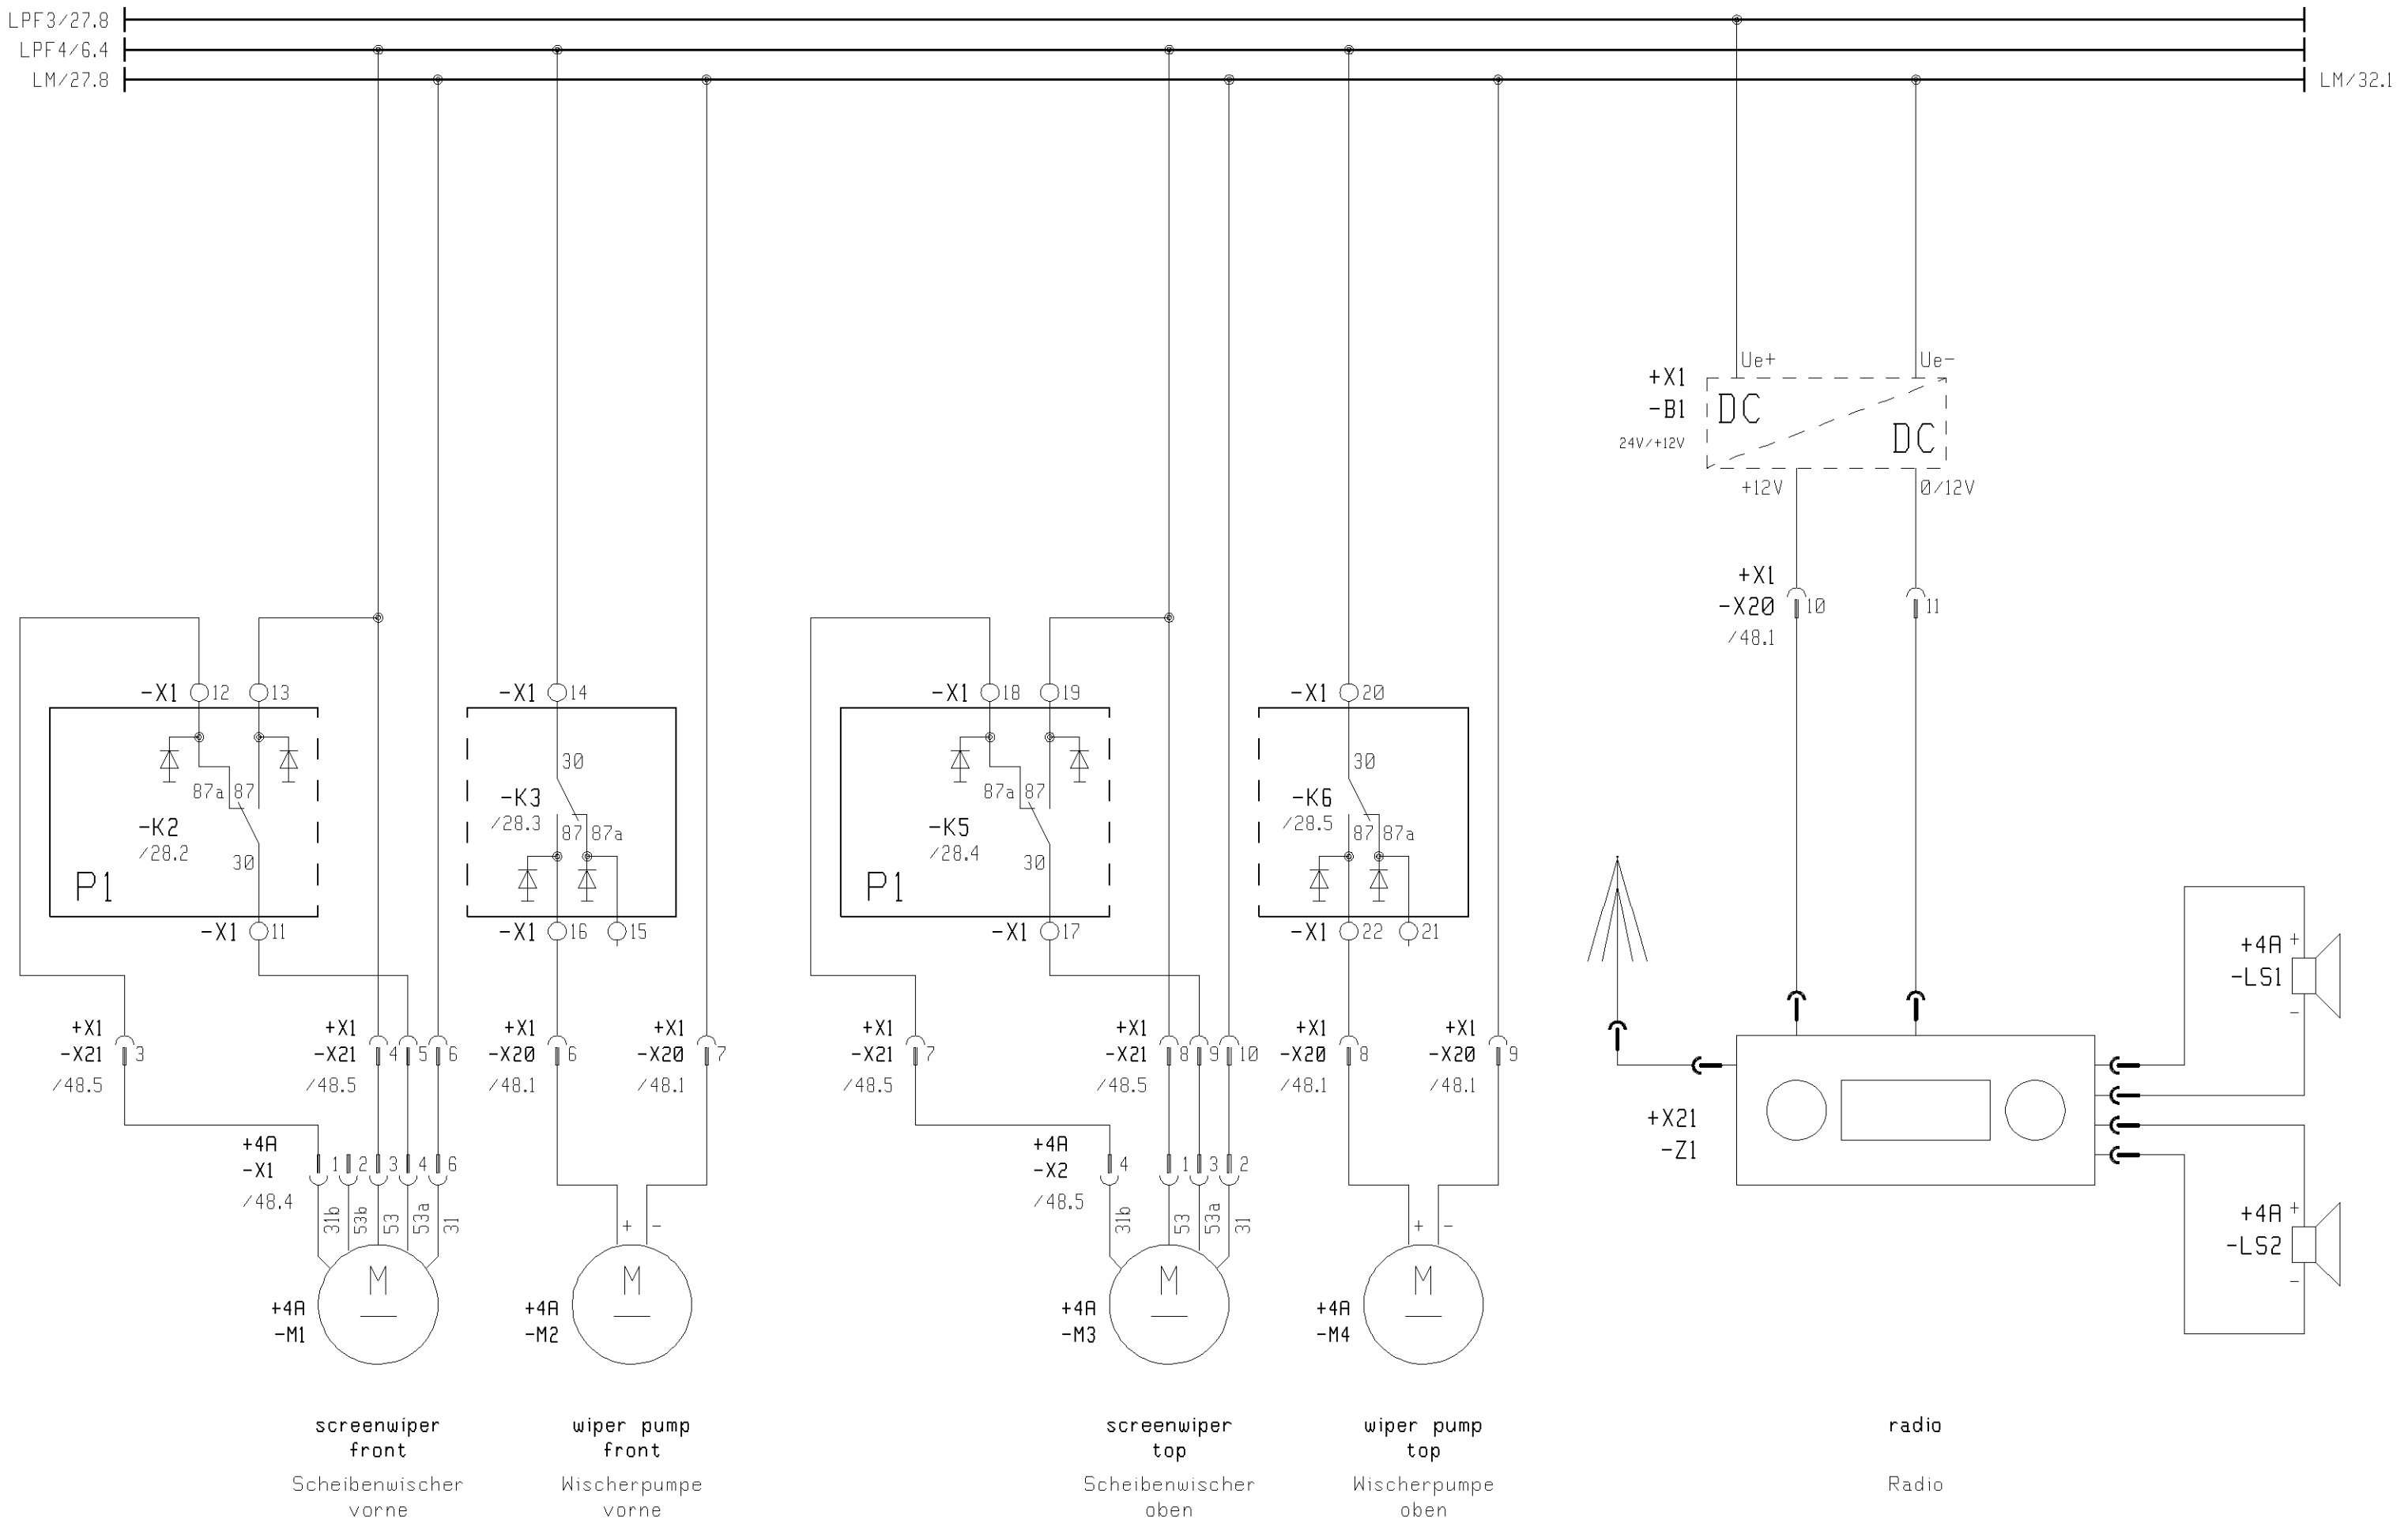 LPF3/27.8
LPF4/6.4
LM/27.8
LM/32.1
Ue+
Ue-
+X1
-B1
24V/+12V
DC
DC
+12V
0/12V
+X1
-X20
/48.1
10
11
-X1
12
13
-X1
14
-X1
18
19
-X1
20
87a
87
-K2
/28.2
30
P1
30
-K3
/28.3
87
87a
87a
87
-K5
/28.4
30
P1
30
-K6
/28.5
87
87a
-X1
11
-X1
16
15
-X1
17
-X1
22
21
+4A
-LS1
+
-
+X1
-X21
/48.5
3
+X1
-X21
/48.5
4
5
6
+X1
-X20
/48.1
6
+X1
-X20
/48.1
7
+X1
-X21
/48.5
7
+X1
-X21
/48.5
8
9
10
+X1
-X20
/48.1
8
+X1
-X20
/48.1
9
+X21
-Z1
+4A
-X1
/48.4
1
2
3
4
6
31b
53b
53
53a
31
+
-
+4A
-X2
/48.5
4
1
3
2
31b
53
53a
31
+
-
+4A
-LS2
+
-
M
+4A
-M1
M
+4A
-M2
M
+4A
-M3
M
+4A
-M4
screenwiper
front
Scheibenwischer
vorne
wiper pump
front
Wischerpumpe
vorne
screenwiper
top
Scheibenwischer
oben
wiper pump
top
Wischerpumpe
oben
radio
Radio